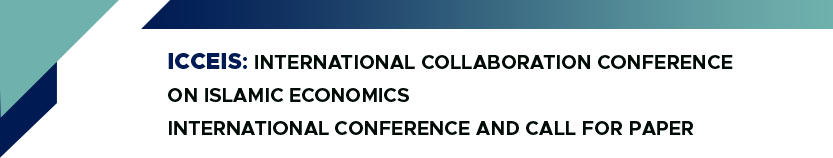 ICCEIS: INTERNATIONAL COLLABORATION CONFERENCE
ON ISLAMIC ECONOMICS
INTERNATIONAL CONFERENCE AND CALL FOR PAPER